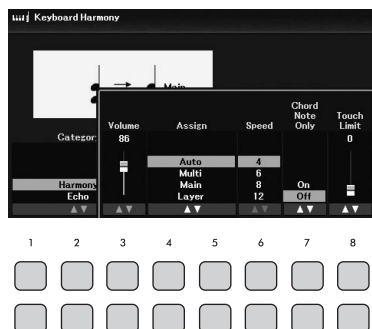 Keyboard Harmony
Main
Category
Volume
Assign
Speed
Chord
Note
Only
Touch
Limit
86
0
Auto
Multi
Main
Layer
4
6
8
12
On
Off
Harmony
Echo
1 2 3 4 5 6 7 8